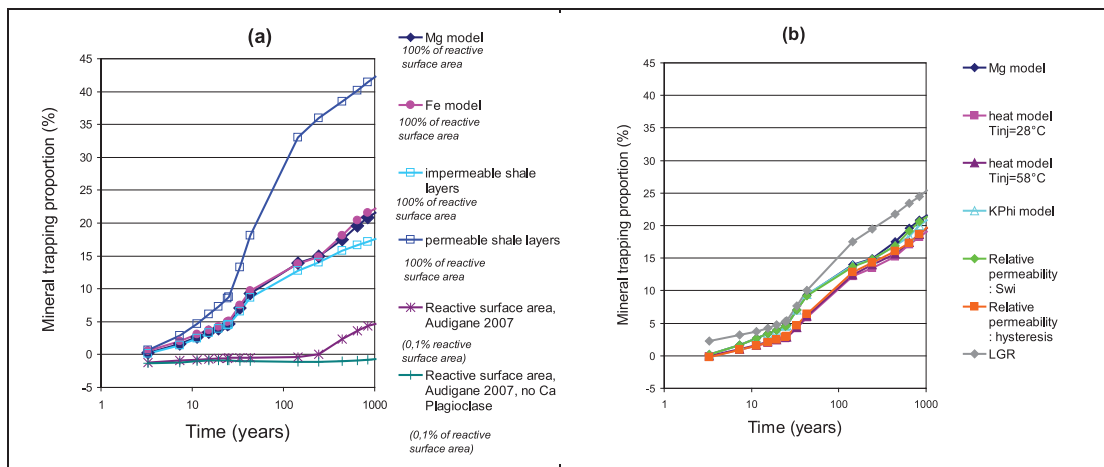 (a)
Mineral trapping proportion (%)
45
40
35
30
25
20
15
10
5
0
-5
1
10
100
1000
Time (years)
Mg model
100% of reactive
surface area)
Fe model
(100% of reactive
surface area)
impermeable shale
layers
100% of reactive
surface area)
permeable shale layers
100% of reactive
surface area)
Reactive surface area,
Audigane 2007
(0,1% of reactive
surface area)
Reactive surface area,
Audigane 2007, no Ca
Plagioclase
(0,1% of reactive
surface area)
(b)
Mineral trapping proportion (%)
45
40
35
30
25
20
15
10
5
0
-5
1
10
100
1000
Time (years)
Mg model
heat model
Tinj=28°C
heat model
Tinj=58°C
KPhi model
Relative
permeability
: Swi
Relative
permeability
: hysteresis
LGR